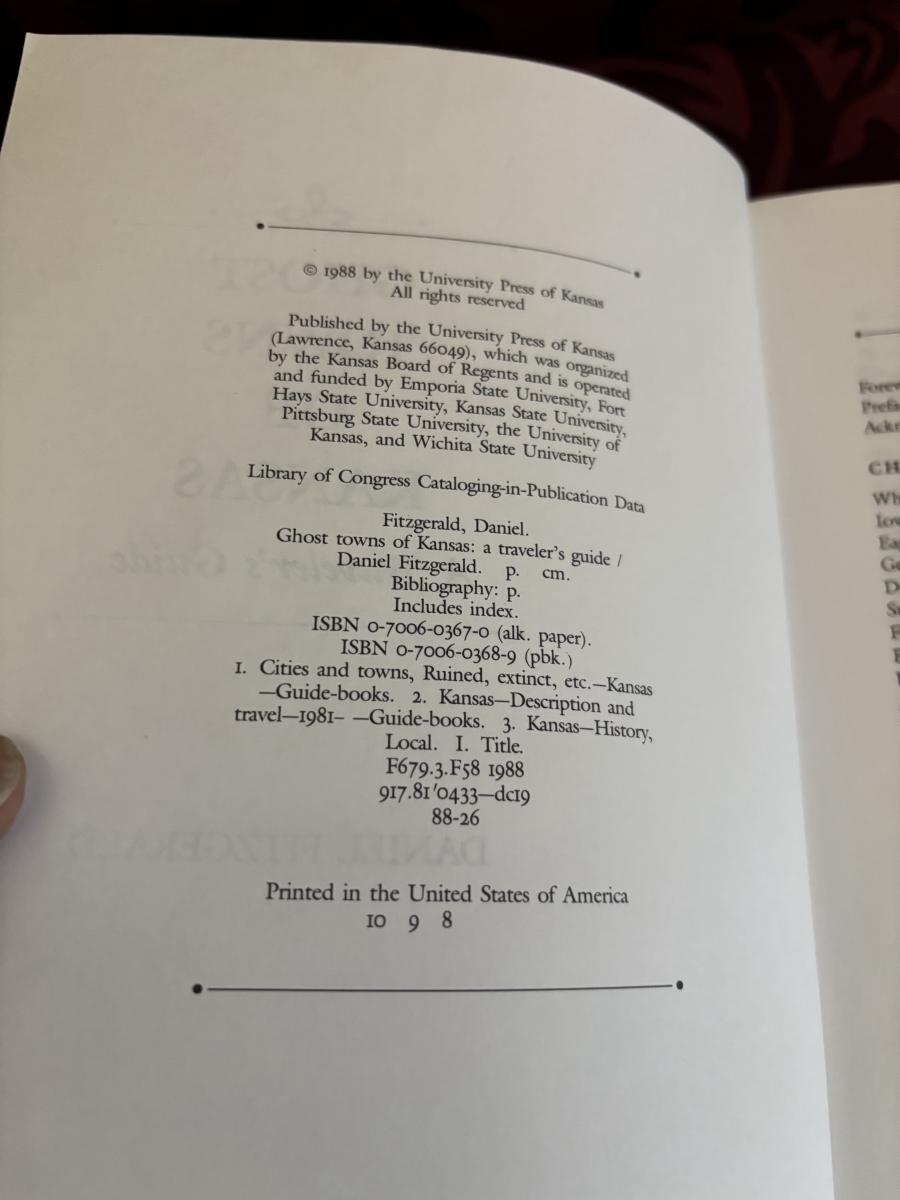 © 1988 by the University Press of Kansas
All rights reserved
Published by the University Press of Kansas
(Lawrence, Kansas 66049), which was organized
by the Kansas Board of Regents and is operated
and funded by Emporia State University, Fort
Hays State University, Kansas State University,
Pittsburg State University, the University of
Kansas, and Wichita State University
Library of Congress Cataloging-in-Publication Data
Fitzgerald, Daniel.
Ghost towns of Kansas: a traveler's guide /
Daniel Fitzgerald. p. cm.
Bibliography: p.
Includes index.
ISBN 0-7006-0367-0 (alk. paper).
ISBN 0-7006-0368-9 (pbk.)
1. Cities and towns, Ruined, extinct, etc.—Kansas
—Guide-books. 2. Kansas—Description and
travel—1981– —Guide-books. 3. Kansas—History,
Local. I. Title.
F679.3.F58 1988
917.81'0433—dc19
88-26
Printed in the United States of America
10 9 8